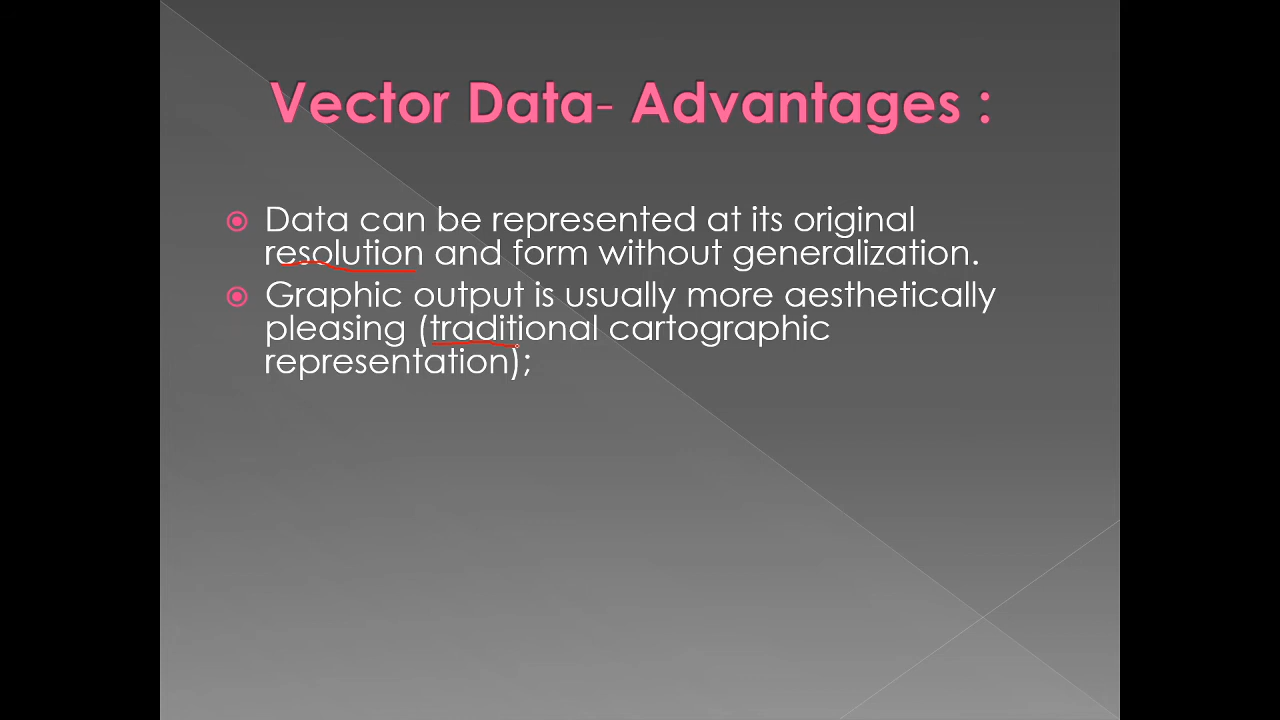 Vector Data- Advantages :
Data can be represented at its original
resolution and form without generalization.
Graphic output is usually more aesthetically
pleasing (traditional cartographic
representation);